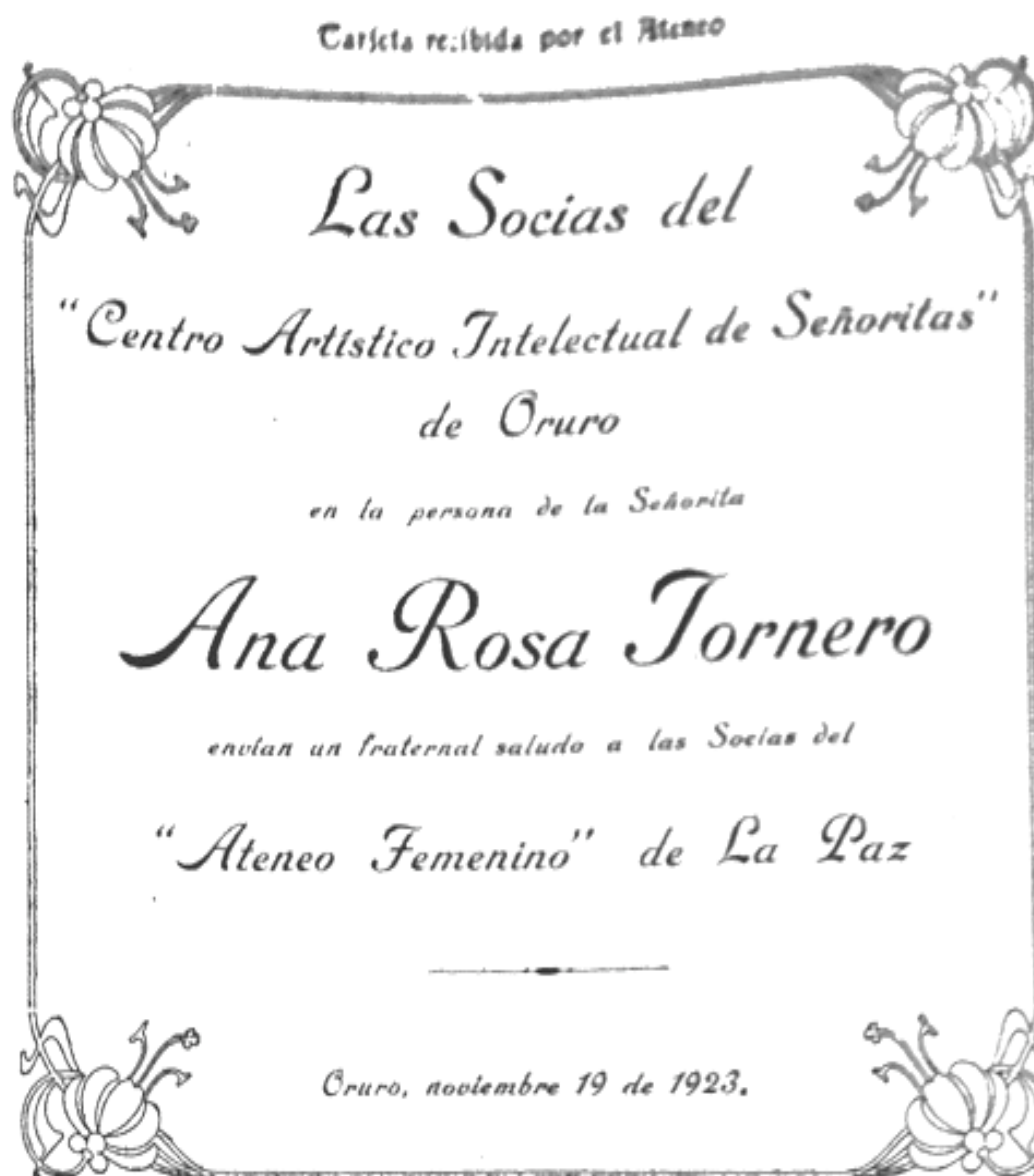 Tarjeta recibida por el Ateneo
Las Socias del
"Centro Artístico Intelectual de Señoritas"
de Oruro
en la persona de la Señorita
Ana Rosa Tornero
envían un fraternal saludo a las Socias del
"Ateneo Femenino" de La Paz
Oruro, noviembre 19 de 1923.